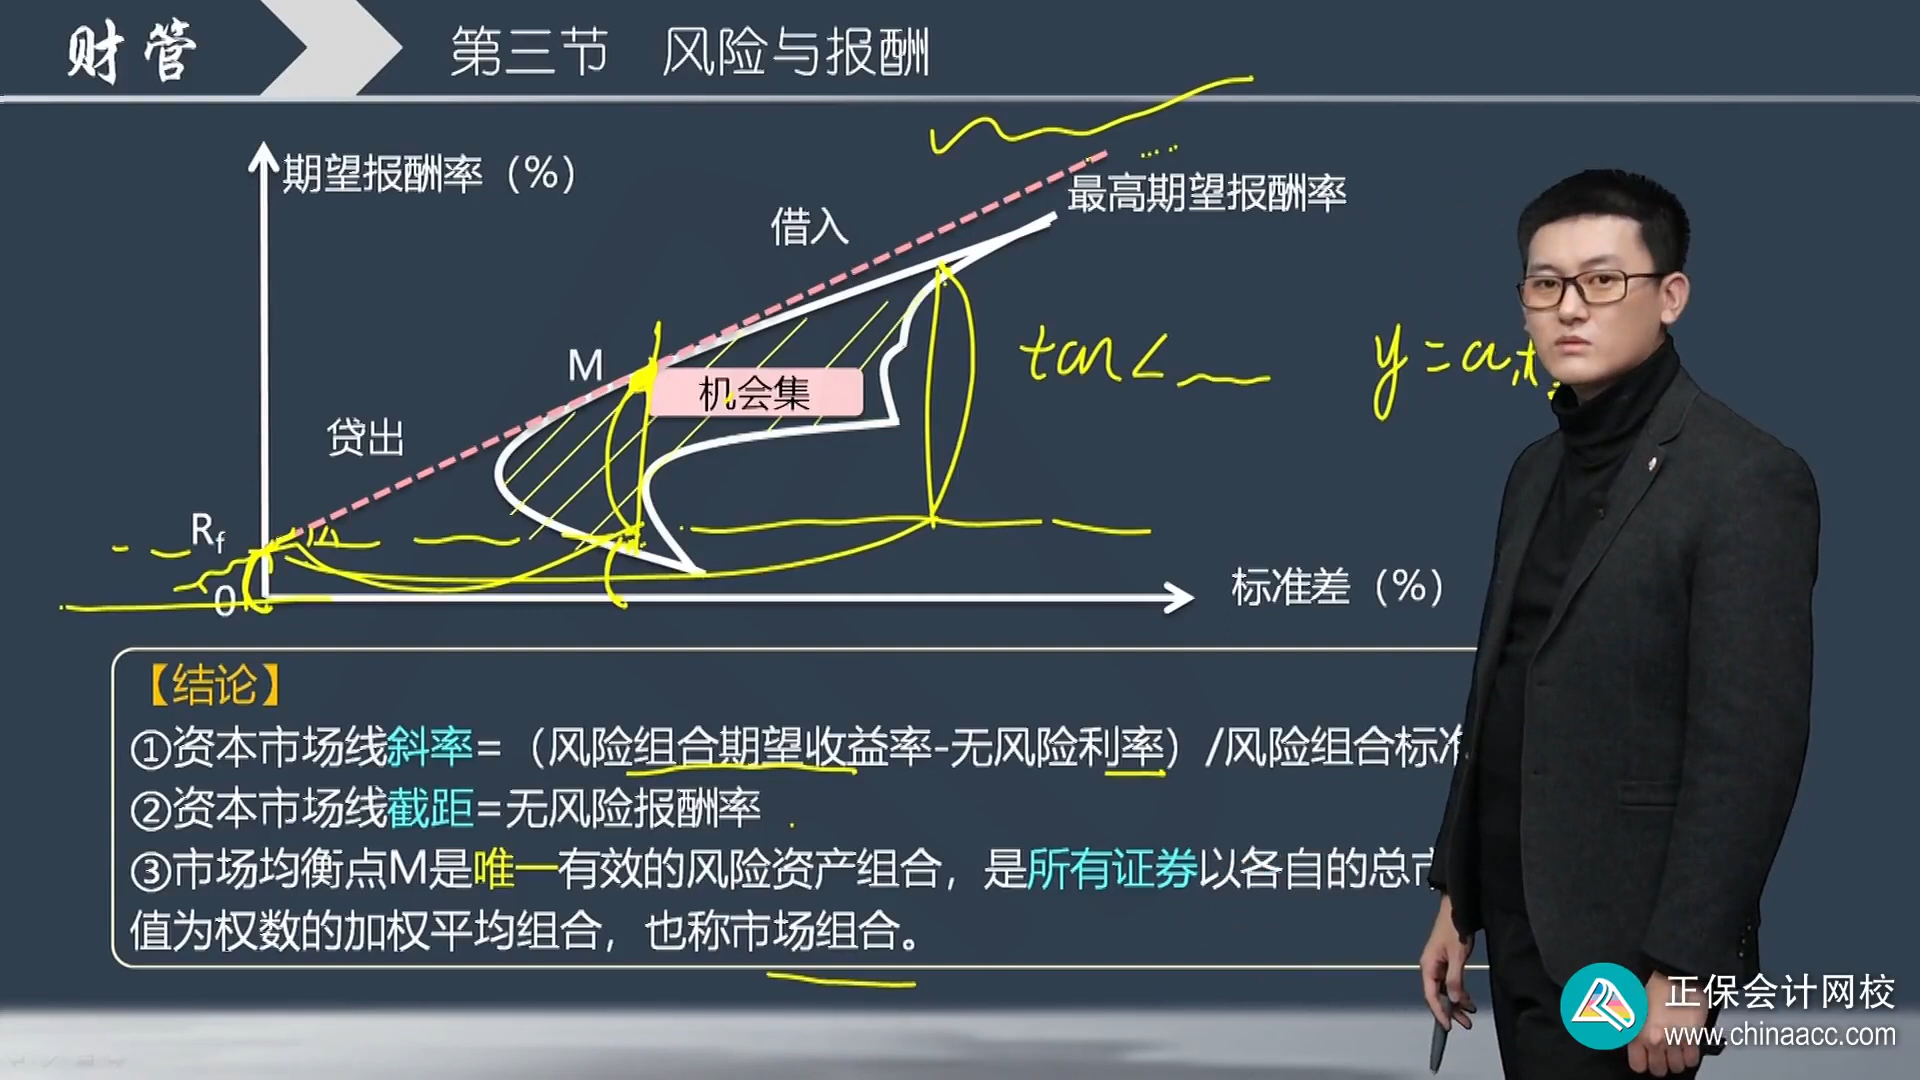 财管
第三节 风险与报酬
期望报酬率（%）
最高期望报酬率
借入
M
机会集
tan∠
y=a
贷出
Rf
0
标准差（%）
【结论】
①资本市场线斜率=（风险组合期望收益率-无风险利率）/风险组合标准
②资本市场线截距=无风险报酬率
③市场均衡点M是唯一有效的风险资产组合，是所有证券以各自的总市
值为权数的加权平均组合，也称市场组合。
正保会计网校
www.chinaacc.com